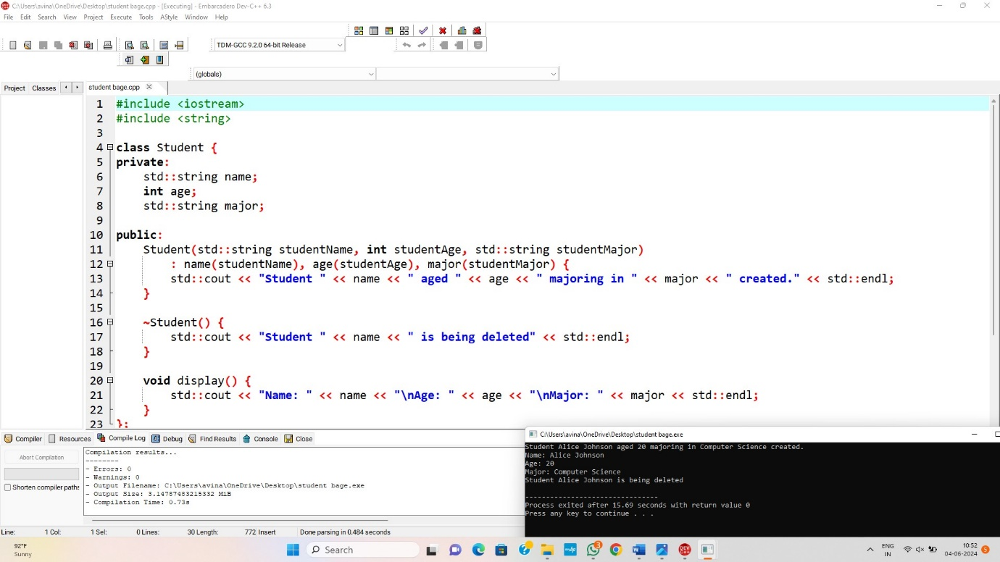 C:\Users\avina\OneDrive\Desktop\student bage.cpp - [Executing] - Embarcadero Dev-C++ 6.3
File Edit Search View Project Execute Tools AStyle Window Help
TDM-GCC 9.2.0 64-bit Release
(globals)
Project Classes student bage.cpp
1 #include <iostream>
2 #include <string>
3
4 class Student {
5 private:
6 std::string name;
7 int age;
8 std::string major;
9
10 public:
11 Student(std::string studentName, int studentAge, std::string studentMajor)
12 : name(studentName), age(studentAge), major(studentMajor) {
13 std::cout << "Student " << name << " aged " << age << " majoring in " << major << " created." << std::endl;
14 }
15
16 ~Student() {
17 std::cout << "Student " << name << " is being deleted" << std::endl;
18 }
19
20 void display() {
21 std::cout << "Name: " << name << "\nAge: " << age << "\nMajor: " << major << std::endl;
22 }
23 };
Compiler Resources Compile Log Debug Find Results Console Close
Abort Compilation
Shorten compiler paths
Compilation results...
--------
- Errors: 0
- Warnings: 0
- Output Filename: C:\Users\avina\OneDrive\Desktop\student bage.exe
- Output Size: 3.14787483215332 MiB
- Compilation Time: 0.73s
C:\Users\avina\OneDrive\Desktop\student bage.exe
Student Alice Johnson aged 20 majoring in Computer Science created.
Name: Alice Johnson
Age: 20
Major: Computer Science
Student Alice Johnson is being deleted
--------------------------------
Process exited after 15.69 seconds with return value 0
Press any key to continue . . .
Line: 1 Col: 1 Sel: 0 Lines: 30 Length: 772 Insert Done parsing in 0.484 seconds
92°F
Sunny
Search
3
ENG
IN
10:52
04-06-2024
5